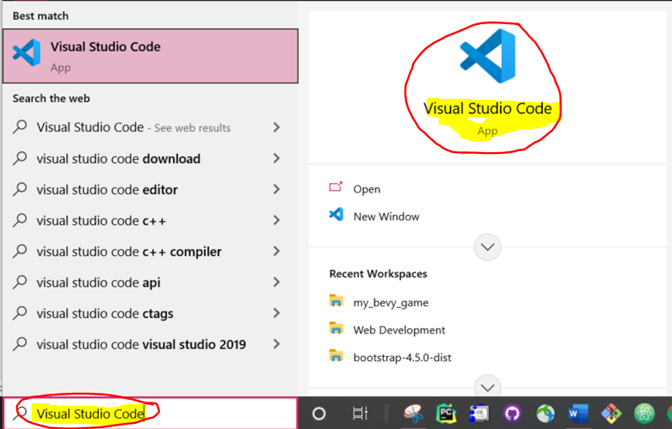 Best match
Visual Studio Code
App
Search the web
Visual Studio Code - See web results
visual studio code download
visual studio code editor
visual studio code c++
visual studio code c++ compiler
visual studio code api
visual studio code ctags
visual studio code visual studio 2019
Visual Studio Code
Visual Studio Code
App
Open
New Window
Recent Workspaces
my_bevy_game
Web Development
bootstrap-4.5.0-dist
PC
W